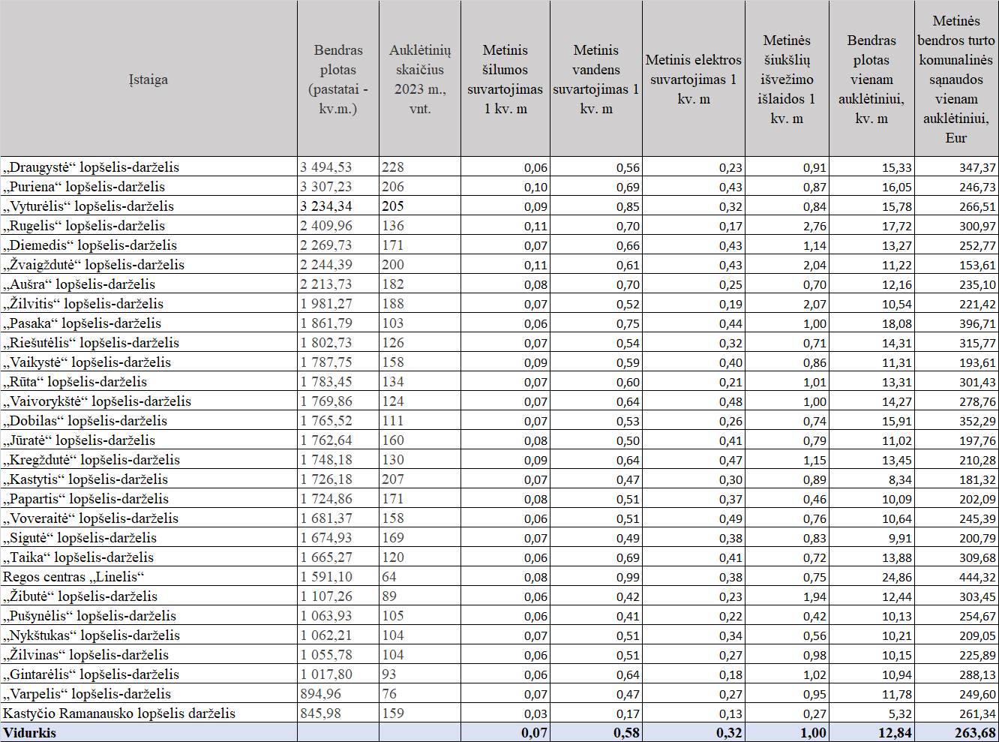 Įstaiga
Bendras
plotas
(pastatai -
kv.m.)
Auklėtinių
skaičius
2023 m.,
vnt.
Metinis
šilumos
suvartojimas
1 kv. m
Metinis
vandens
suvartojimas 1
kv. m
Metinis elektros
suvartojimas 1
kv. m
Metinės
šiukšlių
išvežimo
išlaidos 1
kv. m
Bendras
plotas
vienam
auklėtiniui,
kv. m
Metinės
bendros turto
komunalinės
sąnaudos
vienam
auklėtiniui,
Eur
„Draugystė“ lopšelis-darželis 3 494,53 228 0,06 0,56 0,23 0,91 15,33 347,37
„Puriena“ lopšelis-darželis 3 307,23 206 0,10 0,69 0,43 0,87 16,05 246,73
„Vyturėlis“ lopšelis-darželis 3 234,34 205 0,09 0,85 0,32 0,84 15,78 266,51
„Rugelis“ lopšelis-darželis 2 409,96 136 0,11 0,70 0,17 2,76 17,72 300,97
„Diemedis“ lopšelis-darželis 2 269,73 171 0,07 0,66 0,43 1,14 13,27 252,77
„Žvaigždutė“ lopšelis-darželis 2 244,39 200 0,11 0,61 0,43 2,04 11,22 153,61
„Aušra“ lopšelis-darželis 2 213,73 182 0,08 0,70 0,25 0,70 12,16 235,10
„Žilvitis“ lopšelis-darželis 1 981,27 188 0,07 0,52 0,19 2,07 10,54 221,42
„Pasaka“ lopšelis-darželis 1 861,79 103 0,06 0,75 0,44 1,00 18,08 396,71
„Riešutėlis“ lopšelis-darželis 1 802,73 126 0,07 0,54 0,32 0,71 14,31 315,77
„Vaikystė“ lopšelis-darželis 1 787,75 158 0,09 0,59 0,40 0,86 11,31 193,61
„Rūta“ lopšelis-darželis 1 783,45 134 0,07 0,60 0,21 1,01 13,31 301,43
„Vaivorykštė“ lopšelis-darželis 1 769,86 124 0,07 0,64 0,48 1,00 14,27 278,76
„Dobilas“ lopšelis-darželis 1 765,52 111 0,07 0,53 0,26 0,74 15,91 352,29
„Jūratė“ lopšelis-darželis 1 762,64 160 0,08 0,50 0,41 0,79 11,02 197,76
„Kregždutė“ lopšelis-darželis 1 748,18 130 0,09 0,64 0,47 1,15 13,45 210,28
„Kastytis“ lopšelis-darželis 1 726,18 207 0,07 0,47 0,30 0,89 8,34 181,32
„Papartis“ lopšelis-darželis 1 724,86 171 0,08 0,51 0,37 0,46 10,09 202,09
„Voveraitė“ lopšelis-darželis 1 681,37 158 0,06 0,51 0,49 0,76 10,64 245,39
„Sigutė“ lopšelis-darželis 1 674,93 169 0,07 0,49 0,38 0,83 9,91 200,79
„Taika“ lopšelis-darželis 1 665,27 120 0,06 0,69 0,41 0,72 13,88 309,68
Regos centras „Linelis“ 1 591,10 64 0,08 0,99 0,38 0,75 24,86 444,32
„Žibutė“ lopšelis-darželis 1 107,26 89 0,06 0,42 0,23 1,94 12,44 303,45
„Pušynėlis“ lopšelis-darželis 1 063,93 105 0,06 0,41 0,22 0,42 10,13 254,67
„Nykštukas“ lopšelis-darželis 1 062,21 104 0,07 0,51 0,34 0,56 10,21 209,05
„Žilvinas“ lopšelis-darželis 1 055,78 104 0,06 0,51 0,27 0,98 10,15 225,89
„Gintarėlis“ lopšelis-darželis 1 017,80 93 0,06 0,64 0,18 1,02 10,94 288,13
„Varpelis“ lopšelis-darželis 894,96 76 0,07 0,47 0,27 0,95 11,78 249,60
Kastyčio Ramanausko lopšelis darželis 845,98 159 0,03 0,17 0,13 0,27 5,32 261,34
Vidurkis 0,07 0,58 0,32 1,00 12,84 263,68